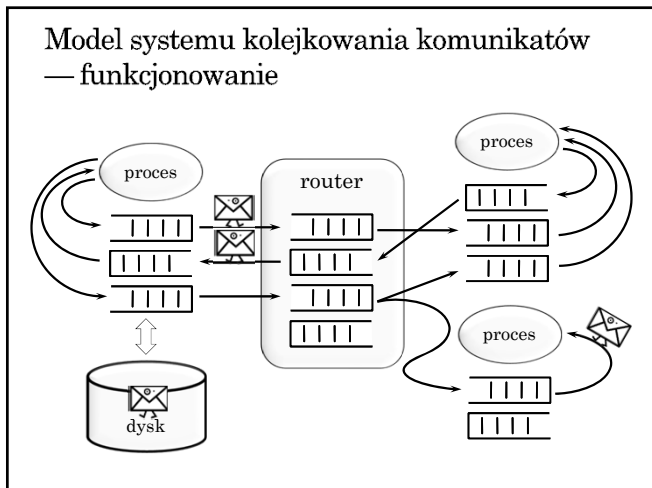 Model systemu kolejkowania komunikatów
— funkcjonowanie
proces
proces
router
proces
dysk